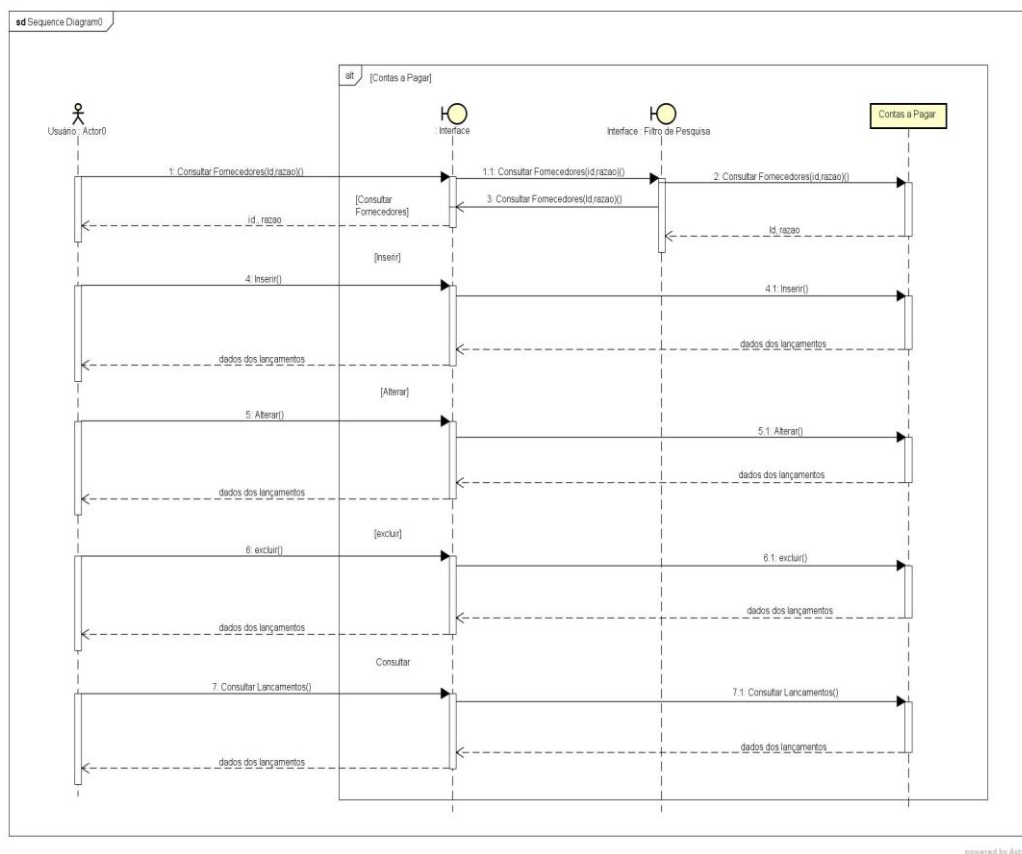 sd Sequence Diagram0
alt [Contas a Pagar]
Usuário : Actor0
: Interface
Interface : Filtro de Pesquisa
Contas a Pagar
1: Consultar Fornecedores(Id,razao)()
1.1: Consultar Fornecedores(id,razao)()
2: Consultar Fornecedores(id,razao)()
[Consultar
Fornecedores]
3: Consultar Fornecedores(Id,razao)()
id., razao
Id, razao
[Inserir]
4: Inserir()
4.1: Inserir()
dados dos lançamentos
dados dos lançamentos
[Alterar]
5: Alterar()
5.1: Alterar()
dados dos lançamentos
dados dos lançamentos
[excluir]
6: excluir()
6.1: excluir()
dados dos lançamentos
dados dos lançamentos
Consultar
7: Consultar Lancamentos()
7.1: Consultar Lancamentos()
dados dos lançamentos
dados dos lançamentos
powered by Ast